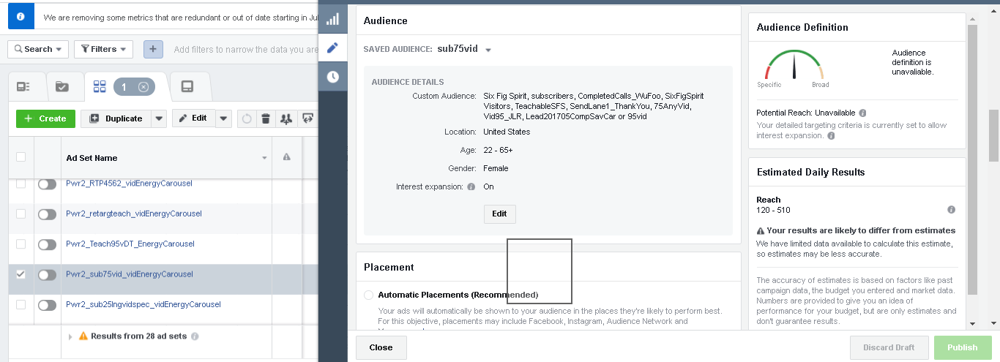 We are removing some metrics that are redundant or out of date starting in Jul
Search
Filters
+
Add filters to narrow the data you are
1
+ Create
Duplicate
Edit
Ad Set Name
Pwr2_RTP4562_vidEnergyCarousel
Pwr2_retargteach_vidEnergyCarousel
Pwr2_Teach95vDT_EnergyCarousel
Pwr2_sub75vid_vidEnergyCarousel
Pwr2_sub25lngvidspec_vidEnergyCarousel
Results from 28 ad sets
Audience
SAVED AUDIENCE: sub75vid
AUDIENCE DETAILS
Custom Audience: Six Fig Spirit, subscribers, CompletedCalls_WuFoo, SixFigSpirit
Visitors, TeachableSFS, SendLane1_ThankYou, 75AnyVid,
Vid95_JLR, Lead201705CompSavCar or 95vid
Location: United States
Age: 22 - 65+
Gender: Female
Interest expansion: On
Edit
Placement
Automatic Placements (Recommended)
Your ads will automatically be shown to your audience in the places they're likely to perform best.
For this objective, placements may include Facebook, Instagram, Audience Network and
Close
Audience Definition
Audience
definition is
unavailable.
Specific
Broad
Potential Reach: Unavailable
Your detailed targeting criteria is currently set to allow
interest expansion.
Estimated Daily Results
Reach
120 - 510
Your results are likely to differ from estimates
We have limited data available to calculate this estimate,
so estimates may be less accurate.
The accuracy of estimates is based on factors like past
campaign data, the budget you entered and market data.
Numbers are provided to give you an idea of
performance for your budget, but are only estimates and
don't guarantee results.
Discard Draft
Publish